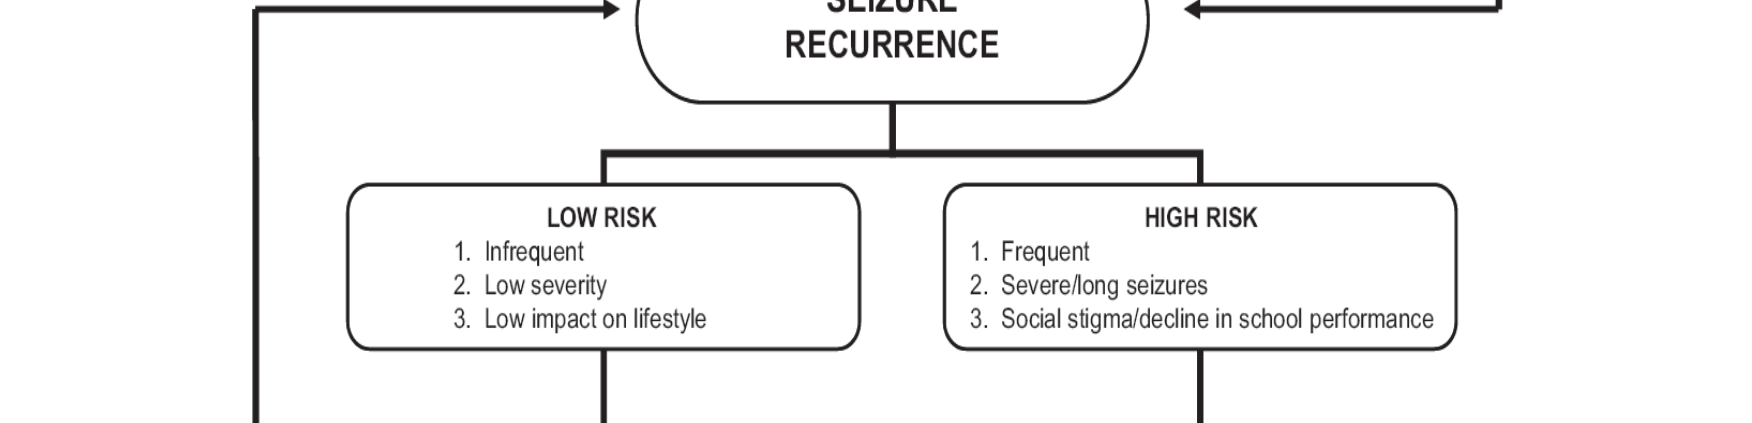 SEIZURE
RECURRENCE
LOW RISK
1. Infrequent
2. Low severity
3. Low impact on lifestyle
HIGH RISK
1. Frequent
2. Severe/long seizures
3. Social stigma/decline in school performance